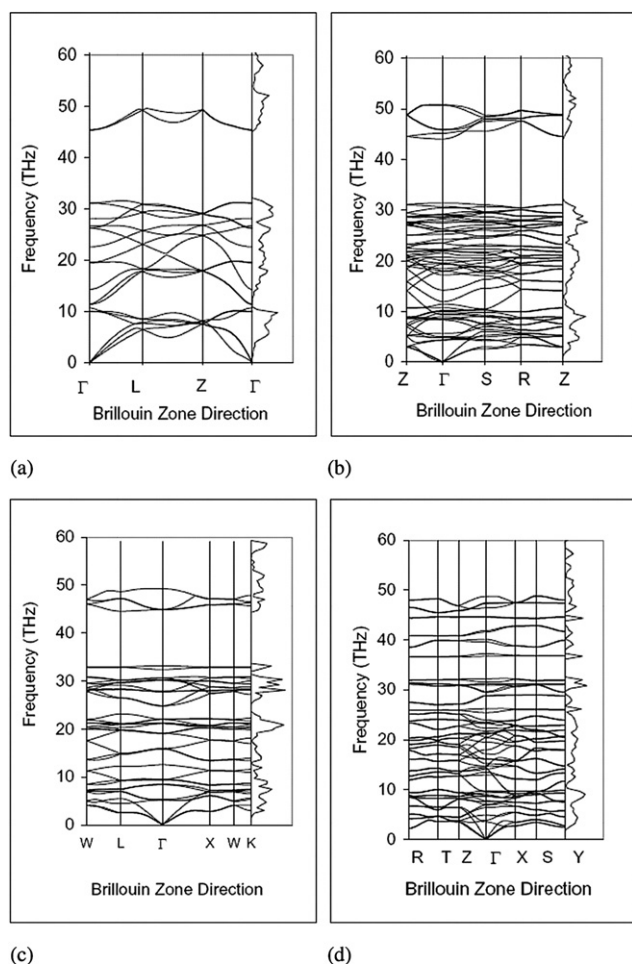 60
50
40
30
20
10
0
Frequency (THz)
Γ L Z Γ
Brillouin Zone Direction
(a)
60
50
40
30
20
10
0
Frequency (THz)
Z Γ S R Z
Brillouin Zone Direction
(b)
60
50
40
30
20
10
0
Frequency (THz)
W L Γ X W K
Brillouin Zone Direction
(c)
60
50
40
30
20
10
0
Frequency (THz)
R T Z Γ X S Y
Brillouin Zone Direction
(d)